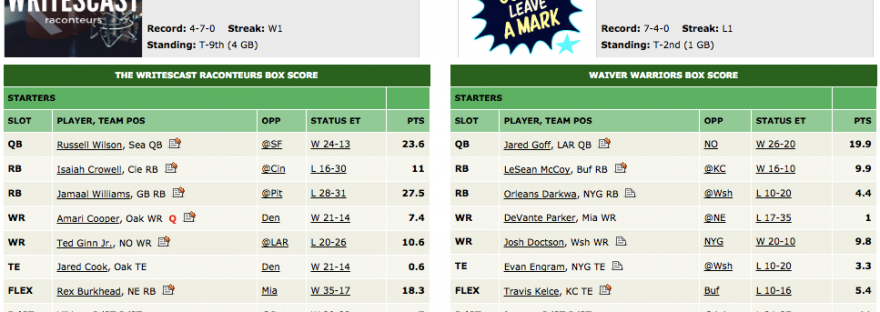 WRITESCAST
raconteurs
Record: 4-7-0 Streak: W1
Standing: T-9th (4 GB)
LEAVE
A MARK
Record: 7-4-0 Streak: L1
Standing: T-2nd (1 GB)
THE WRITESCAST RACONTEURS BOX SCORE
STARTERS
SLOT PLAYER, TEAM POS OPP STATUS ET PTS
QB Russell Wilson, Sea QB @SF W 24-13 23.6
RB Isaiah Crowell, Cle RB @Cin L 16-30 11
RB Jamaal Williams, GB RB @Pit L 28-31 27.5
WR Amari Cooper, Oak WR Q Den W 21-14 7.4
WR Ted Ginn Jr., NO WR @LAR L 20-26 10.6
TE Jared Cook, Oak TE Den W 21-14 0.6
FLEX Rex Burkhead, NE RB Mia W 35-17 18.3
WAIVER WARRIORS BOX SCORE
STARTERS
SLOT PLAYER, TEAM POS OPP STATUS ET PTS
QB Jared Goff, LAR QB NO W 26-20 19.9
RB LeSean McCoy, Buf RB @KC W 16-10 9.9
RB Orleans Darkwa, NYG RB @Wsh L 10-20 4.4
WR DeVante Parker, Mia WR @NE L 17-35 1
WR Josh Doctson, Wsh WR NYG W 20-10 9.8
TE Evan Engram, NYG TE @Wsh L 10-20 3.3
FLEX Travis Kelce, KC TE Buf L 10-16 5.4